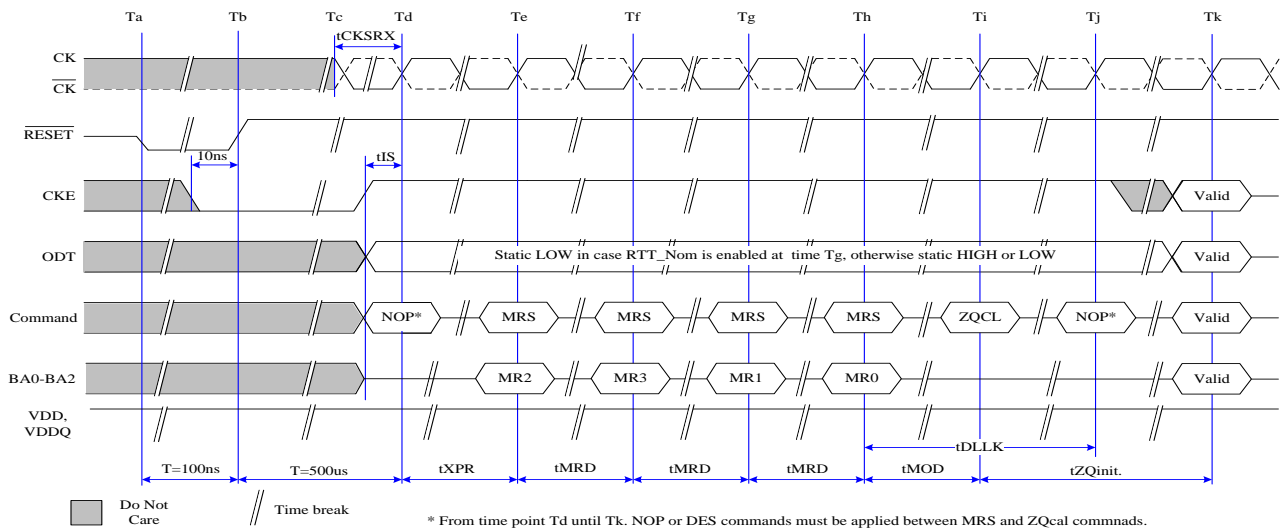 Ta Tb Tc Td Te Tf Tg Th Ti Tj Tk
tCKSRX
CK
CK
RESET
10ns
tIS
CKE
Valid
ODT
Static LOW in case RTT_Nom is enabled at time Tg, otherwise static HIGH or LOW
Valid
Command
NOP* MRS MRS MRS MRS ZQCL NOP* Valid
BA0-BA2
MR2 MR3 MR1 MR0 Valid
VDD,
VDDQ
tDLLK
T=100ns T=500us tXPR tMRD tMRD tMRD tMOD tZQinit.
Do Not
Care
Time break
* From time point Td until Tk. NOP or DES commands must be applied between MRS and ZQcal commnads.